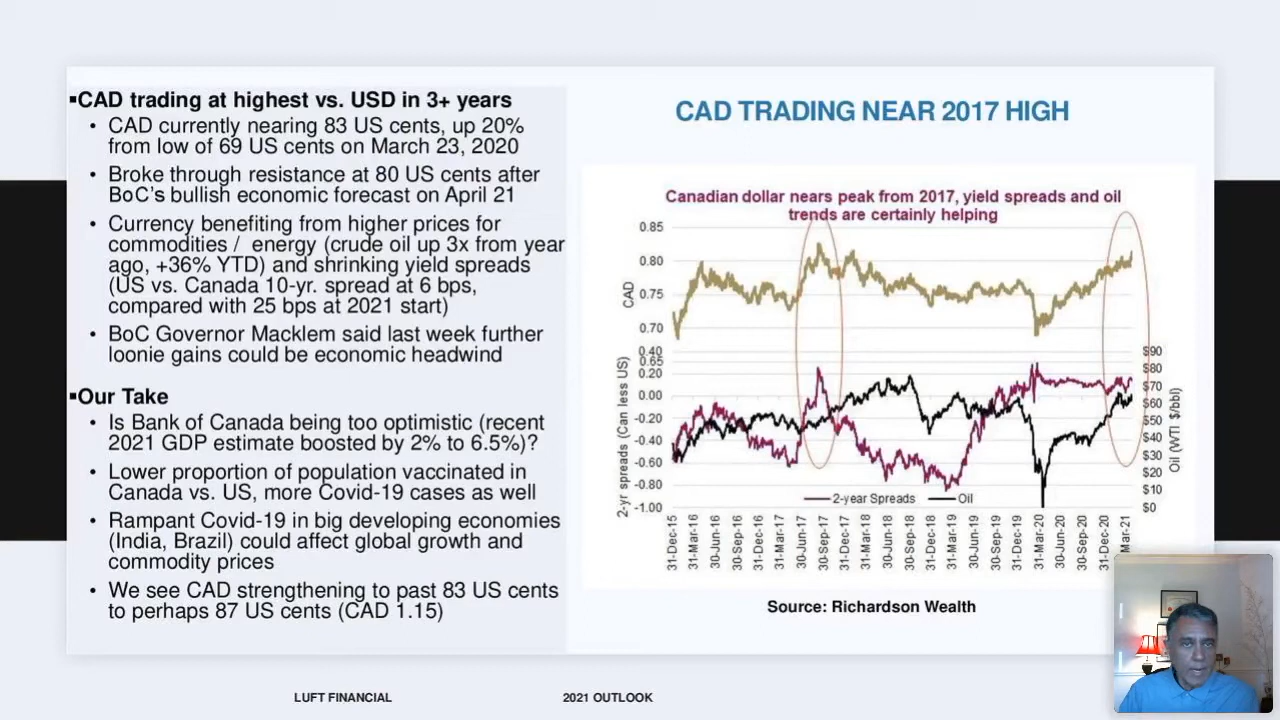 ▪CAD trading at highest vs. USD in 3+ years
• CAD currently nearing 83 US cents, up 20%
from low of 69 US cents on March 23, 2020
• Broke through resistance at 80 US cents after
BoC's bullish economic forecast on April 21
• Currency benefiting from higher prices for
commodities / energy (crude oil up 3x from year
ago, +36% YTD) and shrinking yield spreads
(US vs. Canada 10-yr. spread at 6 bps,
compared with 25 bps at 2021 start)
• BoC Governor Macklem said last week further
loonie gains could be economic headwind
▪Our Take
• Is Bank of Canada being too optimistic (recent
2021 GDP estimate boosted by 2% to 6.5%)?
• Lower proportion of population vaccinated in
Canada vs. US, more Covid-19 cases as well
• Rampant Covid-19 in big developing economies
(India, Brazil) could affect global growth and
commodity prices
• We see CAD strengthening to past 83 US cents
to perhaps 87 US cents (CAD 1.15)
CAD TRADING NEAR 2017 HIGH
Canadian dollar nears peak from 2017, yield spreads and oil
trends are certainly helping
CAD
0.85
0.80
0.75
0.70
0.65
2-yr spreads (Can less US)
0.40
0.20
0.00
-0.20
-0.40
-0.60
-0.80
-1.00
$90
$80
$70
$60
$50
$40
$30
$20
$10
$0
Oil (WTI $/bbl)
2-year Spreads
Oil
31-Dec-15
31-Mar-16
30-Jun-16
30-Sep-16
31-Dec-16
31-Mar-17
30-Jun-17
30-Sep-17
31-Dec-17
31-Mar-18
30-Jun-18
30-Sep-18
31-Dec-18
31-Mar-19
30-Jun-19
30-Sep-19
31-Dec-19
31-Mar-20
30-Jun-20
30-Sep-20
31-Dec-20
Mar-21
Source: Richardson Wealth
LUFT FINANCIAL
2021 OUTLOOK